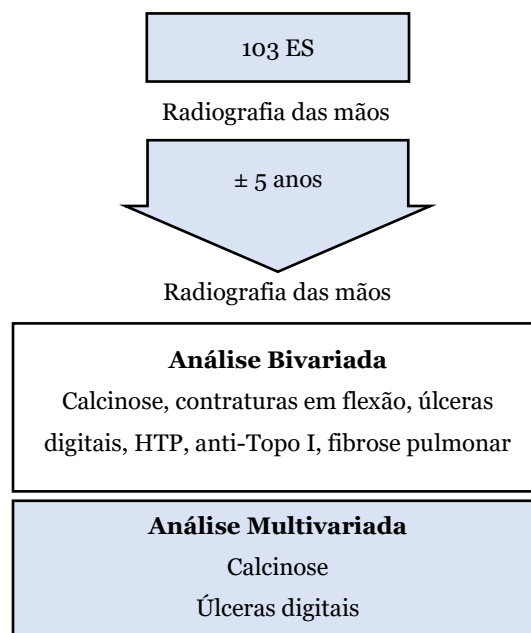 103 ES
Radiografia das mãos
± 5 anos
Radiografia das mãos
Análise Bivariada
Calcinose, contraturas em flexão, úlceras
digitais, HTP, anti-Topo I, fibrose pulmonar
Análise Multivariada
Calcinose
Úlceras digitais